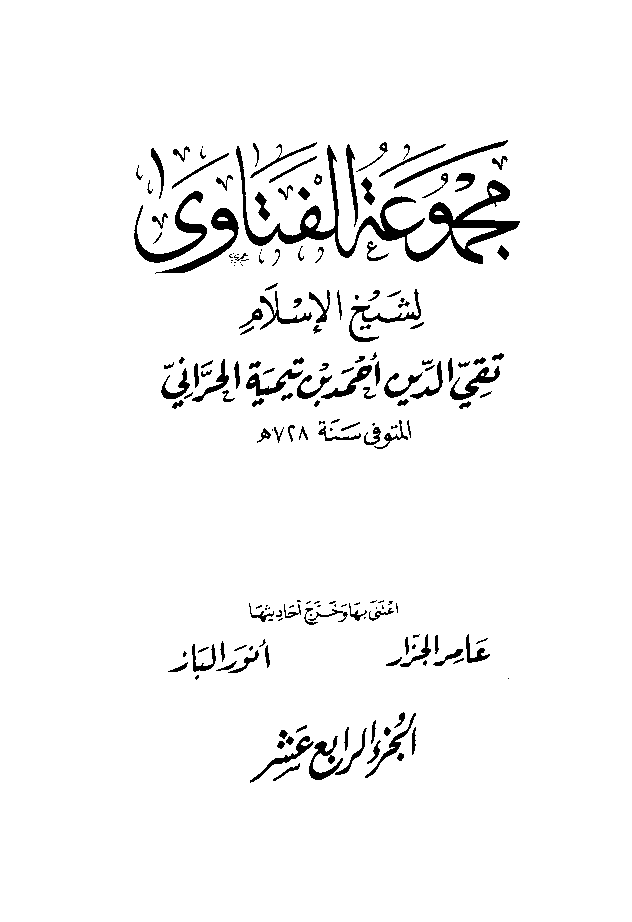 مجموعة الفتاوى
لشيخ الإسلام
تقي الدين أحمد بن تيمية الحراني
المتوفى سنة ٧٢٨هـ
اعتنى بها وخرج أحاديثها
عامر الجزار    أنور الباز
الجزء الرابع عشر